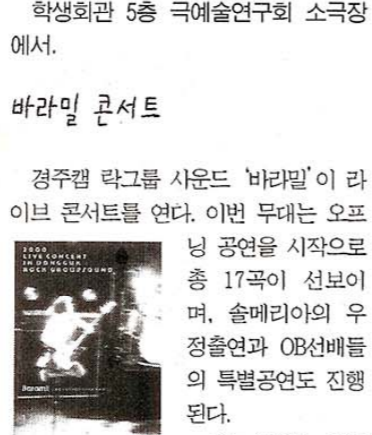 학생회관 5층 극예술연구회 소극장
에서.
바라밀 콘서트
경주캠 락그룹 사운드 '바라밀'이 라
이브 콘서트를 연다. 이번 무대는 오프
닝 공연을 시작으로
총 17곡이 선보이
며, 솔메리아의 우
정출연과 OB선배들
의 특별공연도 진행
된다.
2000
LIVE CONCERT
IN DONGGUK
ROCK GROUP SOUND
Baramil